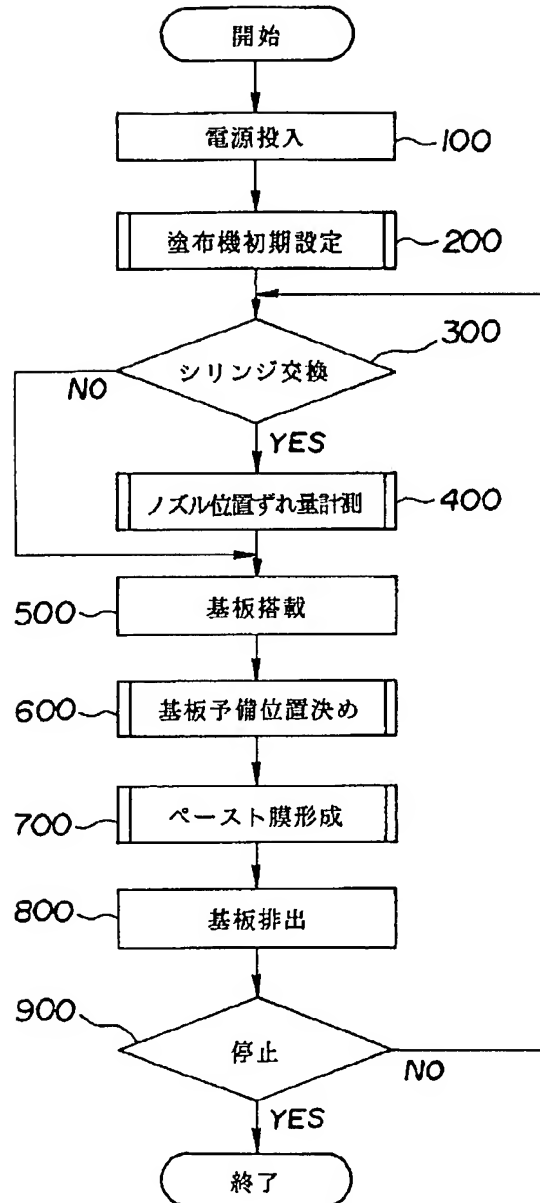 開始
電源投入
100
塗布機初期設定
200
シリンジ交換
300
NO
YES
ノズル位置ずれ量計測
400
500
基板搭載
600
基板予備位置決め
700
ペースト膜形成
800
基板排出
900
停止
NO
YES
終了